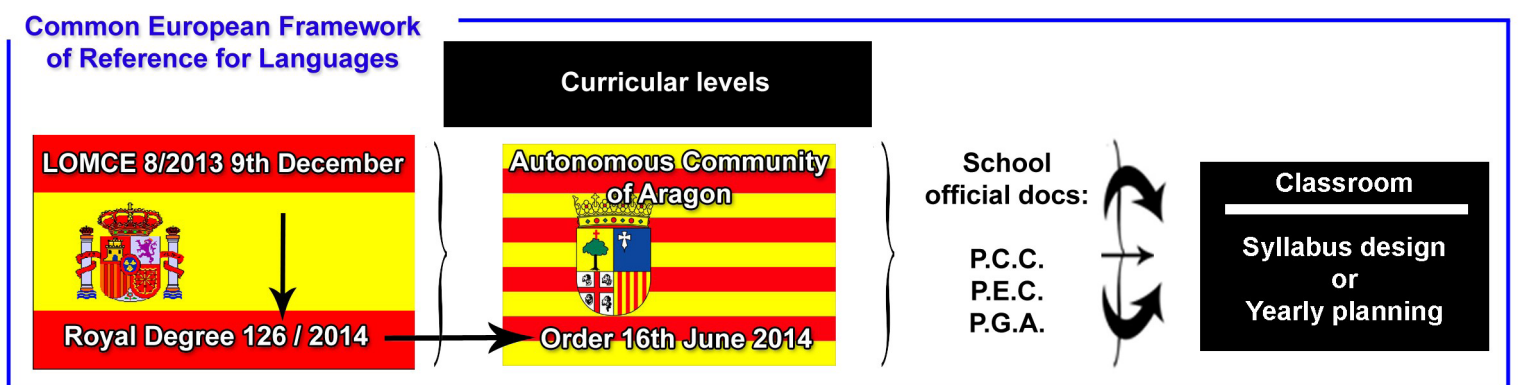 Common European Framework
of Reference for Languages
Curricular levels
LOMCE 8/2013 9th December
Royal Degree 126 / 2014
Autonomous Community
of Aragon
Order 16th June 2014
School
official docs:
P.C.C.
P.E.C.
P.G.A.
Classroom
Syllabus design
or
Yearly planning